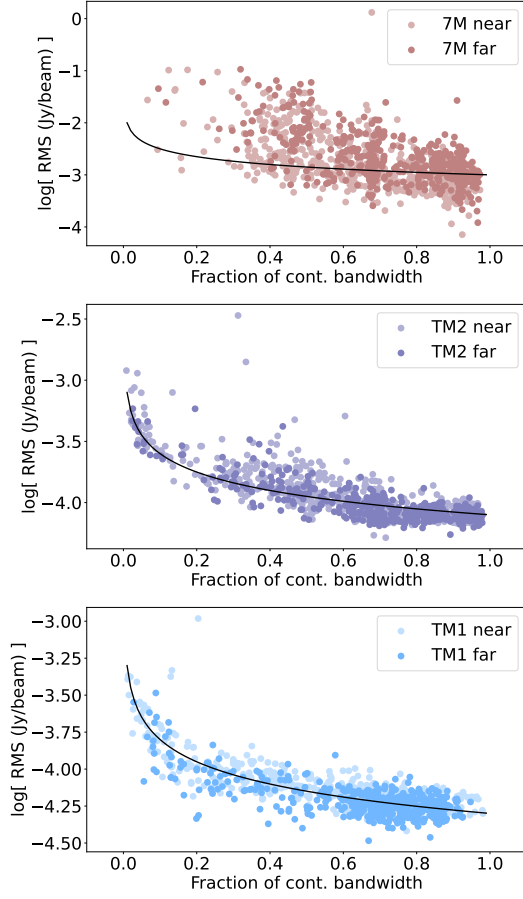 0
7M near
7M far
−1
−2
−3
−4
log[ RMS (Jy/beam) ]
0.0 0.2 0.4 0.6 0.8 1.0
Fraction of cont. bandwidth
−2.5
TM2 near
TM2 far
−3.0
−3.5
−4.0
log[ RMS (Jy/beam) ]
0.0 0.2 0.4 0.6 0.8 1.0
Fraction of cont. bandwidth
−3.00
TM1 near
TM1 far
−3.25
−3.50
−3.75
−4.00
−4.25
−4.50
log[ RMS (Jy/beam) ]
0.0 0.2 0.4 0.6 0.8 1.0
Fraction of cont. bandwidth